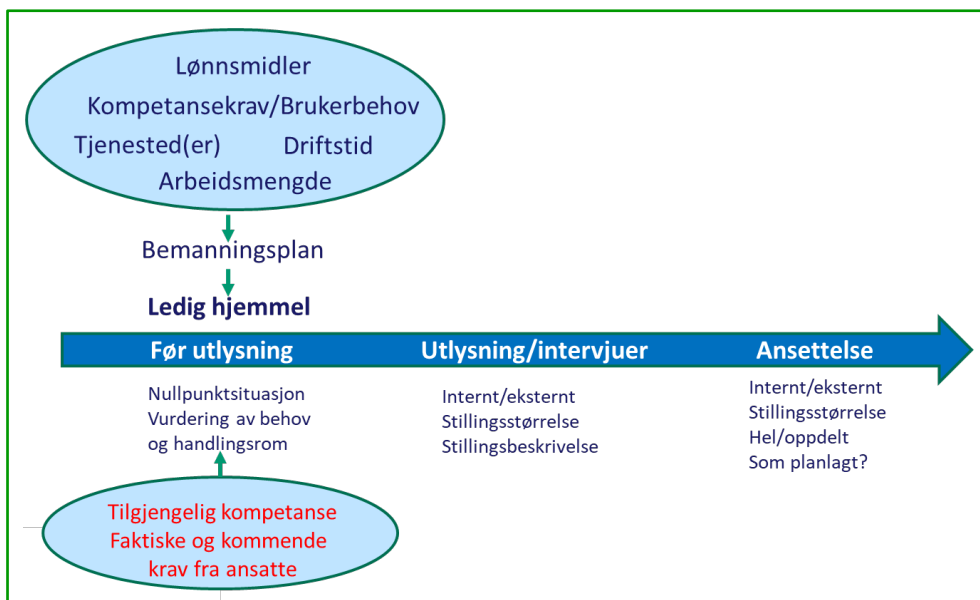 Lønnsmidler
Kompetansekrav/Brukerbehov
Tjenested(er) Driftstid
Arbeidsmengde
Bemanningsplan
Ledig hjemmel
Før utlysning
Utlysning/intervjuer
Ansettelse
Nullpunktsituasjon
Vurdering av behov
og handlingsrom
Internt/eksternt
Stillingsstørrelse
Stillingsbeskrivelse
Internt/eksternt
Stillingsstørrelse
Hel/oppdelt
Som planlagt?
Tilgjengelig kompetanse
Faktiske og kommende
krav fra ansatte